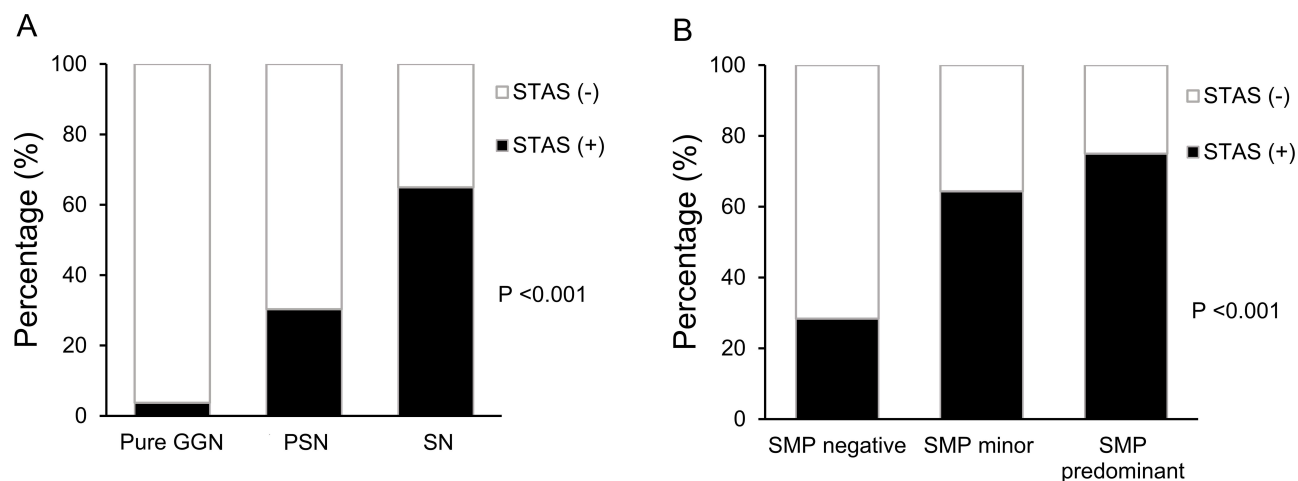 A
Percentage (%)
100
80
60
40
20
0
Pure GGN
PSN
SN
STAS (-)
STAS (+)
P <0.001
B
Percentage (%)
100
80
60
40
20
0
SMP negative
SMP minor
SMP
predominant
STAS (-)
STAS (+)
P <0.001